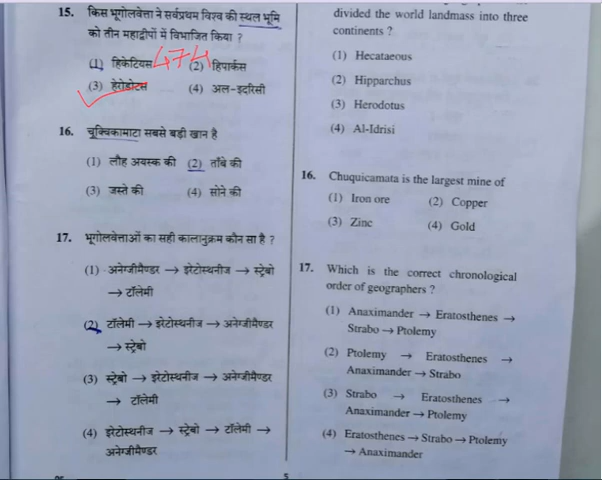 15. किस भूगोलवेत्ता ने सर्वप्रथम विश्व की स्थल भूमि
को तीन महाद्वीपों में विभाजित किया ?
(1) हिकेटियस 474 (2) हिपार्कस
(3) हेरोडोटस (4) अल-इदरिसी
16. चूक्विकामाटा सबसे बड़ी खान है
(1) लौह अयस्क की (2) ताँबे की
(3) जस्ते की (4) सोने की
17. भूगोलवेत्ताओं का सही कालानुक्रम कौन सा है ?
(1) अनेग्जीमैण्डर → इरेटोस्थनीज → स्ट्रेबो
→ टॉलेमी
(2) टॉलेमी → इरेटोस्थनीज → अनेग्जीमैण्डर
→ स्ट्रेबो
(3) स्ट्रेबो → इरेटोस्थनीज → अनेग्जीमैण्डर
→ टॉलेमी
(4) इरेटोस्थनीज → स्ट्रेबो → टॉलेमी →
अनेग्जीमैण्डर
divided the world landmass into three
continents ?
(1) Hecataeous
(2) Hipparchus
(3) Herodotus
(4) Al-Idrisi
16. Chuquicamata is the largest mine of
(1) Iron ore (2) Copper
(3) Zinc (4) Gold
17. Which is the correct chronological
order of geographers ?
(1) Anaximander → Eratosthenes →
Strabo → Ptolemy
(2) Ptolemy → Eratosthenes →
Anaximander → Strabo
(3) Strabo → Eratosthenes →
Anaximander → Ptolemy
(4) Eratosthenes → Strabo → Ptolemy
→ Anaximander
5